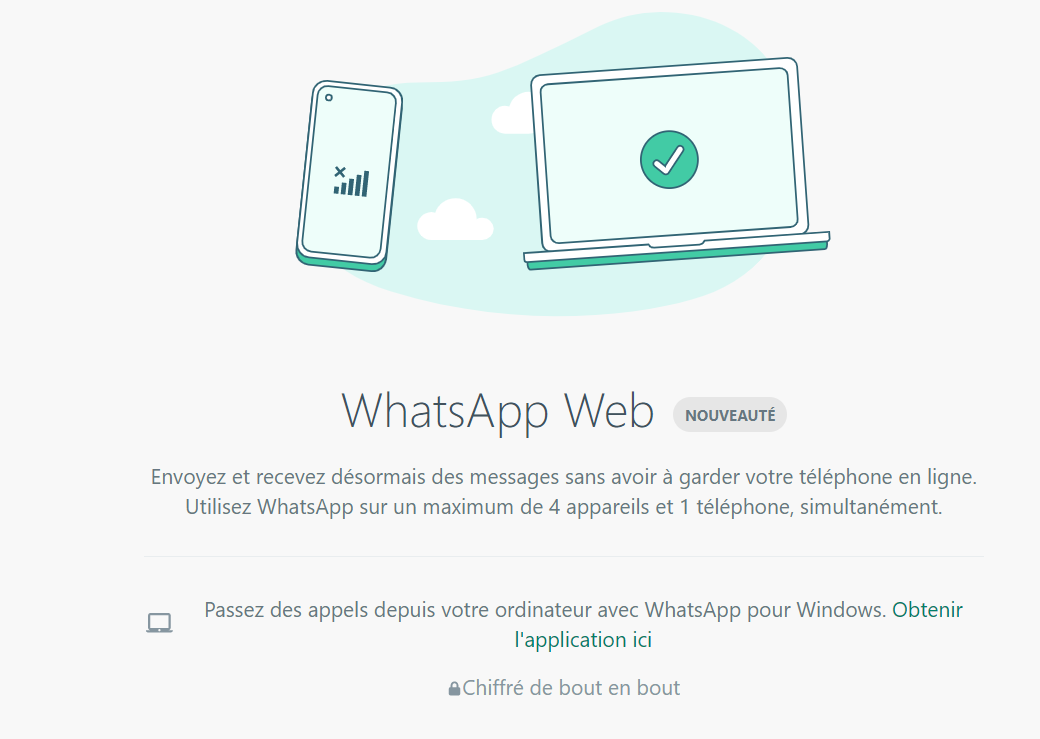 WhatsApp Web NOUVEAUTÉ
Envoyez et recevez désormais des messages sans avoir à garder votre téléphone en ligne.
Utilisez WhatsApp sur un maximum de 4 appareils et 1 téléphone, simultanément.
Passez des appels depuis votre ordinateur avec WhatsApp pour Windows. Obtenir
l'application ici
Chiffré de bout en bout